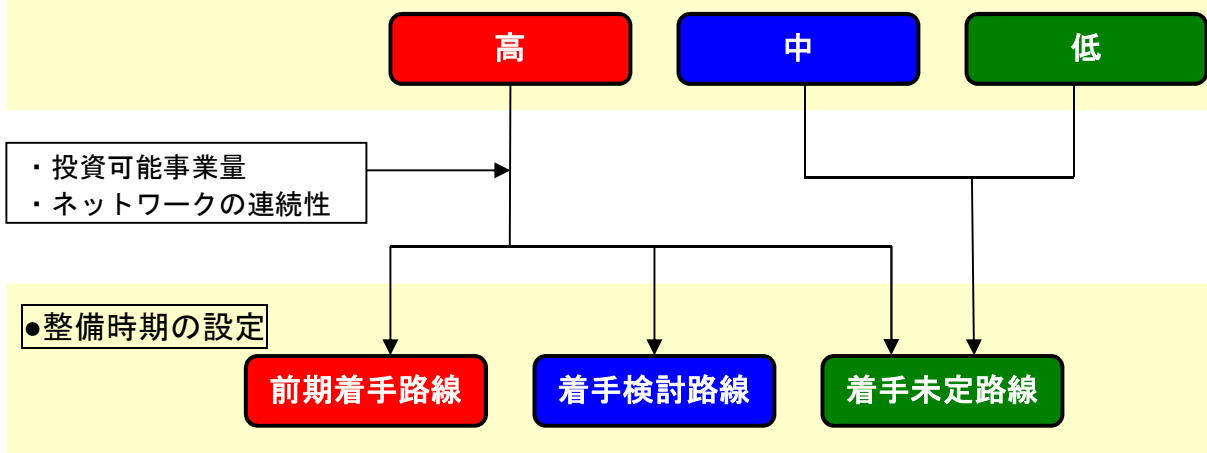 高
中
低
・投資可能事業量
・ネットワークの連続性
●整備時期の設定
前期着手路線
着手検討路線
着手未定路線